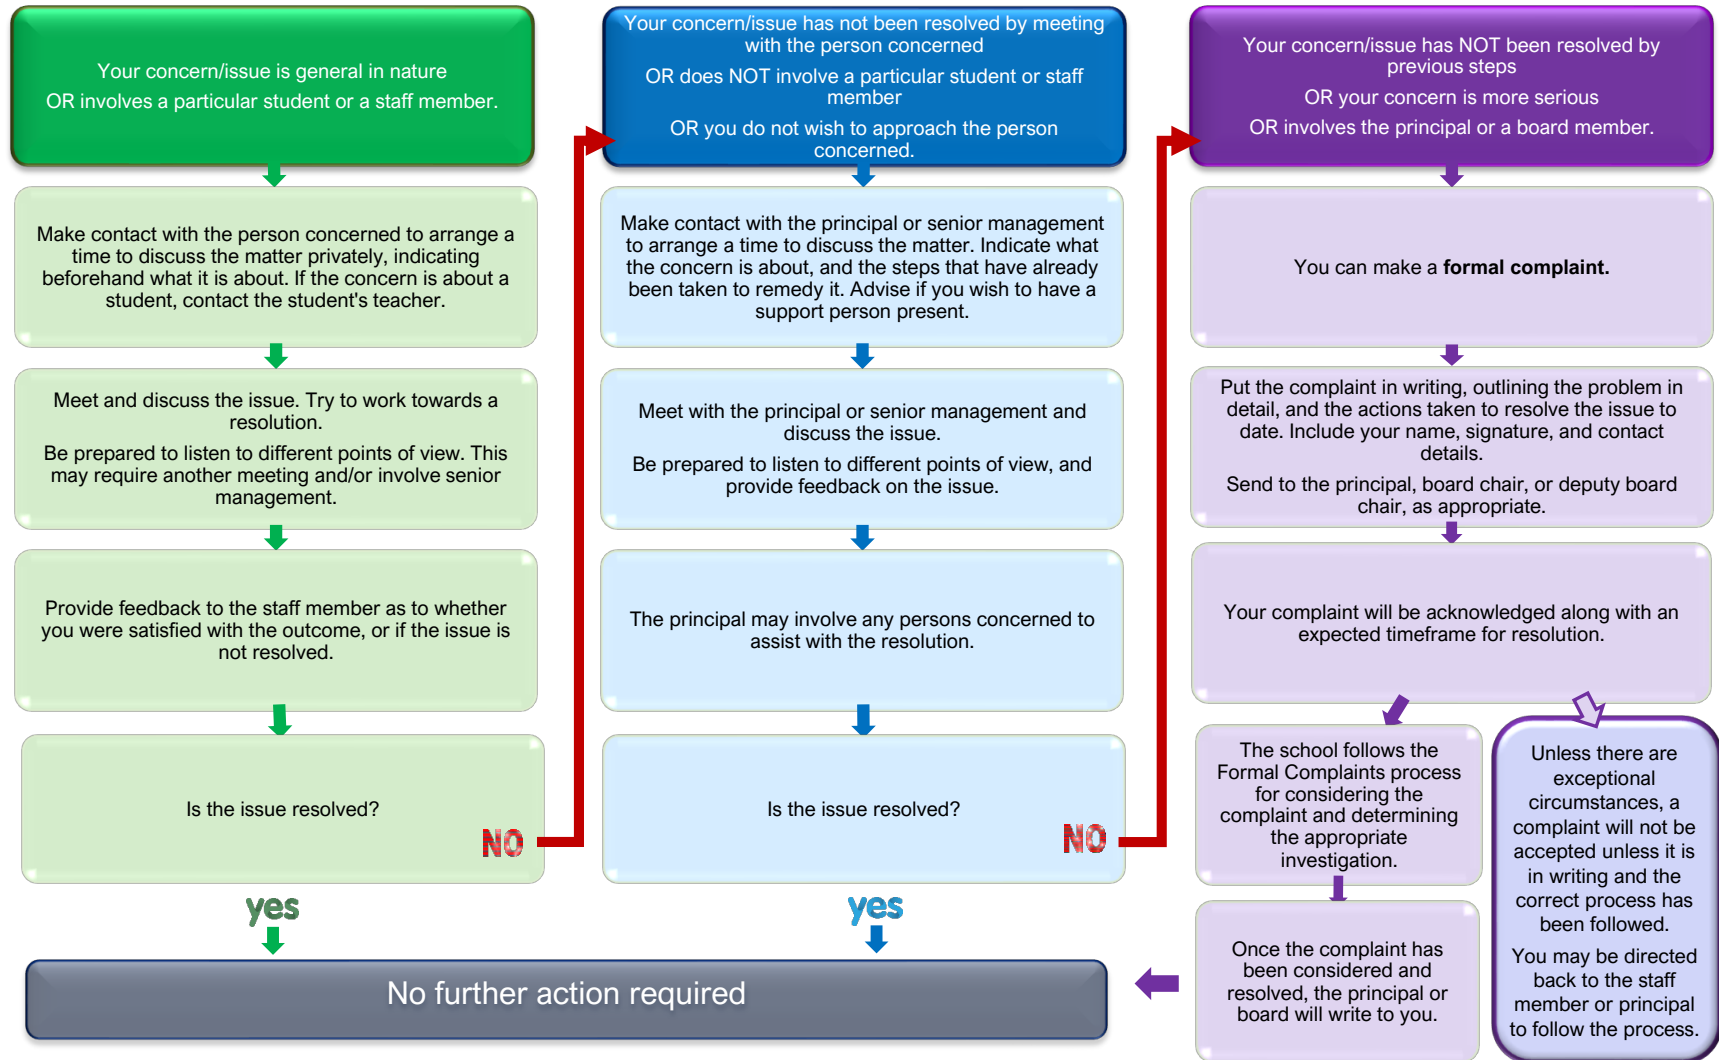 Your concern/issue is general in nature
OR involves a particular student or a staff member.
Make contact with the person concerned to arrange a
time to discuss the matter privately, indicating
beforehand what it is about. If the concern is about a
student, contact the student's teacher.
Meet and discuss the issue. Try to work towards a
resolution.
Be prepared to listen to different points of view. This
may require another meeting and/or involve senior
management.
Provide feedback to the staff member as to whether
you were satisfied with the outcome, or if the issue is
not resolved.
Is the issue resolved?
NO
yes
Your concern/issue has not been resolved by meeting
with the person concerned
OR does NOT involve a particular student or staff
member
OR you do not wish to approach the person
concerned.
Make contact with the principal or senior management
to arrange a time to discuss the matter. Indicate what
the concern is about, and the steps that have already
been taken to remedy it. Advise if you wish to have a
support person present.
Meet with the principal or senior management and
discuss the issue.
Be prepared to listen to different points of view, and
provide feedback on the issue.
The principal may involve any persons concerned to
assist with the resolution.
Is the issue resolved?
NO
yes
Your concern/issue has NOT been resolved by
previous steps
OR your concern is more serious
OR involves the principal or a board member.
You can make a formal complaint.
Put the complaint in writing, outlining the problem in
detail, and the actions taken to resolve the issue to
date. Include your name, signature, and contact
details.
Send to the principal, board chair, or deputy board
chair, as appropriate.
Your complaint will be acknowledged along with an
expected timeframe for resolution.
The school follows the
Formal Complaints process
for considering the
complaint and determining
the appropriate
investigation.
Once the complaint has
been considered and
resolved, the principal or
board will write to you.
Unless there are
exceptional
circumstances, a
complaint will not be
accepted unless it is
in writing and the
correct process has
been followed.
You may be directed
back to the staff
member or principal
to follow the process.
No further action required